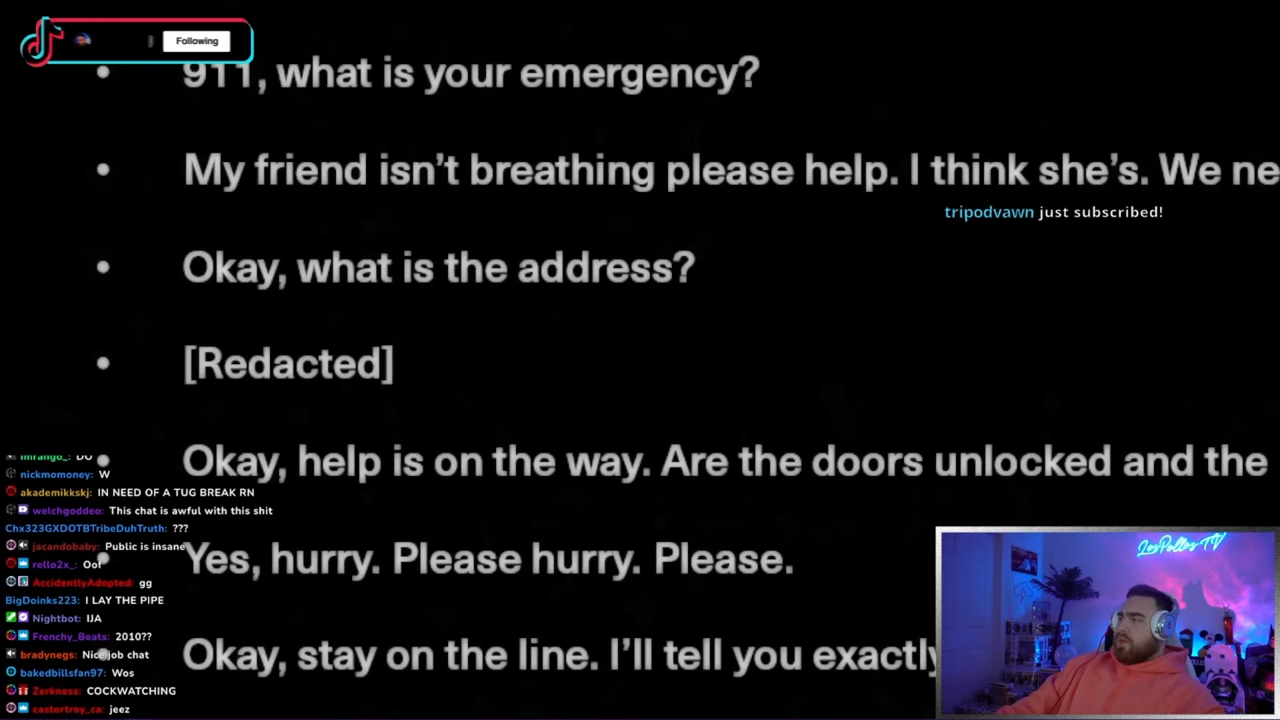 Following
911, what is your emergency?
My friend isn't breathing please help. I think she's. We ne
tripodvawn just subscribed!
Okay, what is the address?
[Redacted]
Okay, help is on the way. Are the doors unlocked and the
Yes, hurry. Please hurry. Please.
Okay, stay on the line. I'll tell you exactly
LosPollosTV
imrango_: DO
nickmomoney: W
akademikkskj: IN NEED OF A TUG BREAK RN
welchgoddeo: This chat is awful with this shit
Chx323GXDOTBTribeDuhTruth: ???
jacandobaby: Public is insane
rello2x_: Oof
AccidentlyAdopted: gg
BigDoinks223: I LAY THE PIPE
Nightbot: IJA
Frenchy_Beats: 2010??
bradynegs: Nice job chat
bakedbillsfan97: Wos
Zerkness: COCKWATCHING
castortroy_ca: jeez